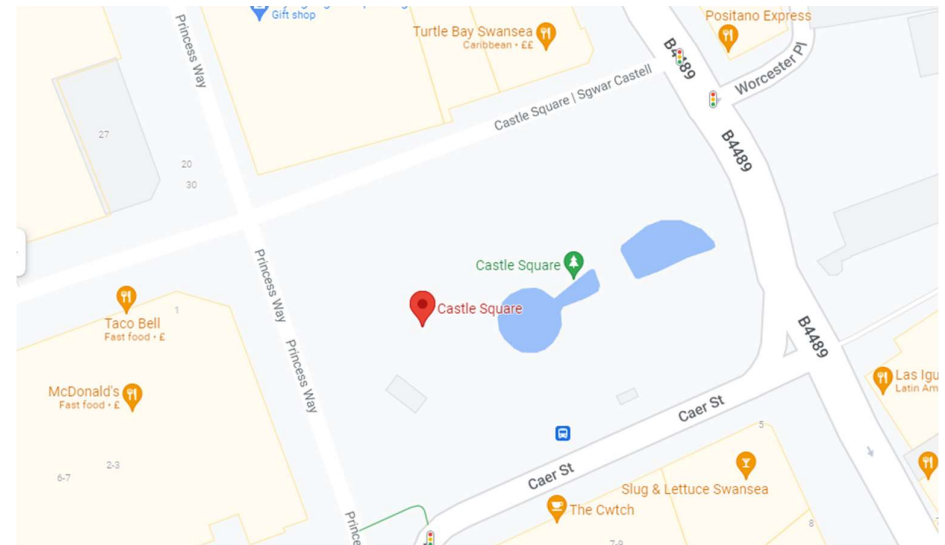 Gift shop
Turtle Bay Swansea
Caribbean • ££
Positano Express
Princess Way
B4489
Worcester Pl
Castle Square | Sgwar Castell
27
20
30
B4489
Princess Way
Castle Square
Castle Square
1
Taco Bell
Fast food • £
B4489
Princess Way
McDonald's
Fast food • £
Las Igu
Latin Am
Caer St
5
2-3
6-7
Caer St
Slug & Lettuce Swansea
The Cwtch
8
Prince
7-9